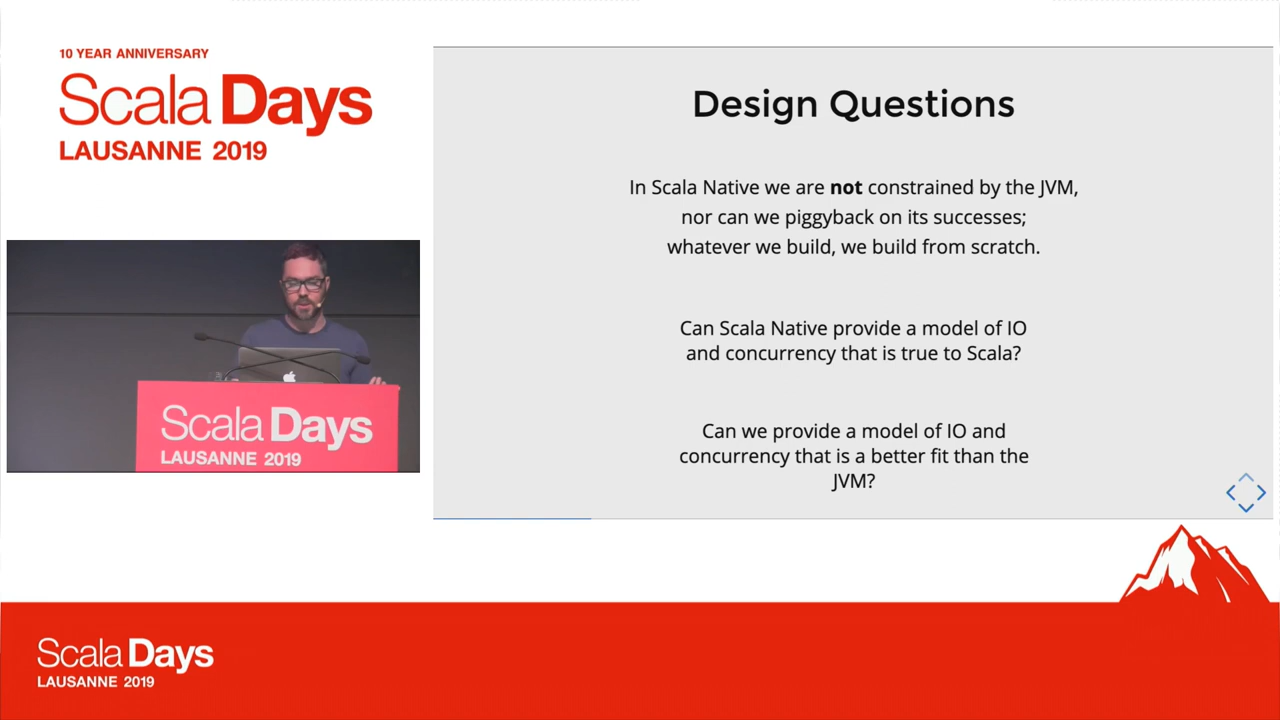 10 YEAR ANNIVERSARY
Scala Days
LAUSANNE 2019
Design Questions
In Scala Native we are not constrained by the JVM,
nor can we piggyback on its successes;
whatever we build, we build from scratch.
Can Scala Native provide a model of IO
and concurrency that is true to Scala?
Can we provide a model of IO and
concurrency that is a better fit than the
JVM?
Scala Days
LAUSANNE 2019
Scala Days
LAUSANNE 2019